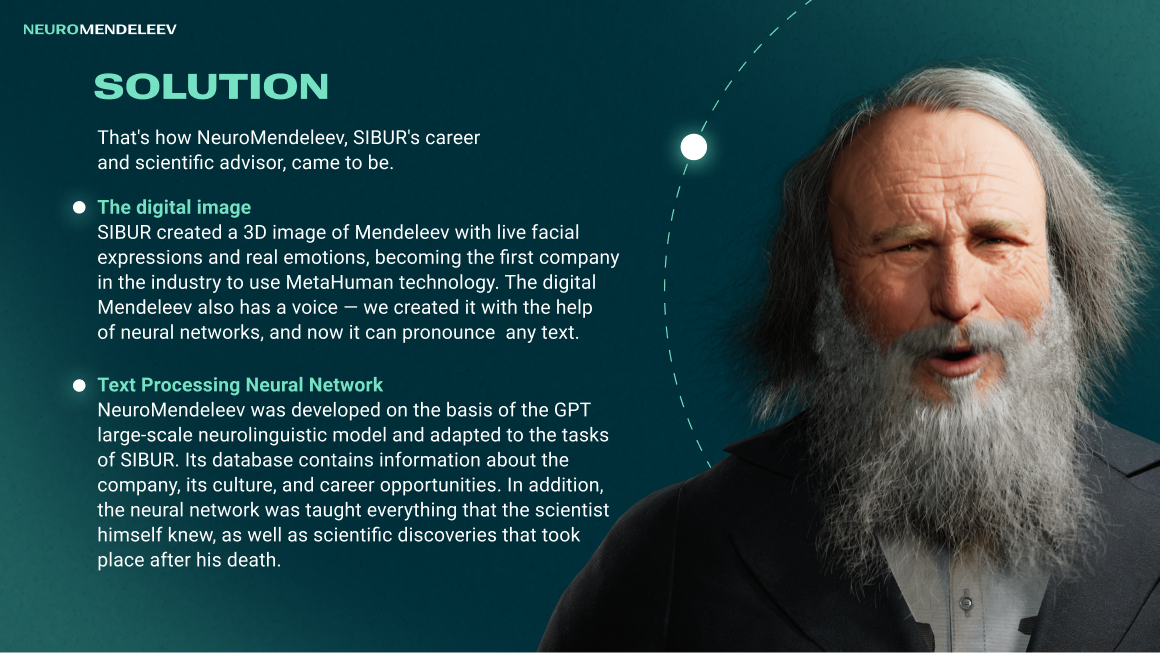 NEUROMENDELEEV
SOLUTION
That's how NeuroMendeleev, SIBUR's career
and scientific advisor, came to be.
The digital image
SIBUR created a 3D image of Mendeleev with live facial
expressions and real emotions, becoming the first company
in the industry to use MetaHuman technology. The digital
Mendeleev also has a voice — we created it with the help
of neural networks, and now it can pronounce  any text.
Text Processing Neural Network
NeuroMendeleev was developed on the basis of the GPT
large-scale neurolinguistic model and adapted to the tasks
of SIBUR. Its database contains information about the
company, its culture, and career opportunities. In addition,
the neural network was taught everything that the scientist
himself knew, as well as scientific discoveries that took
place after his death.